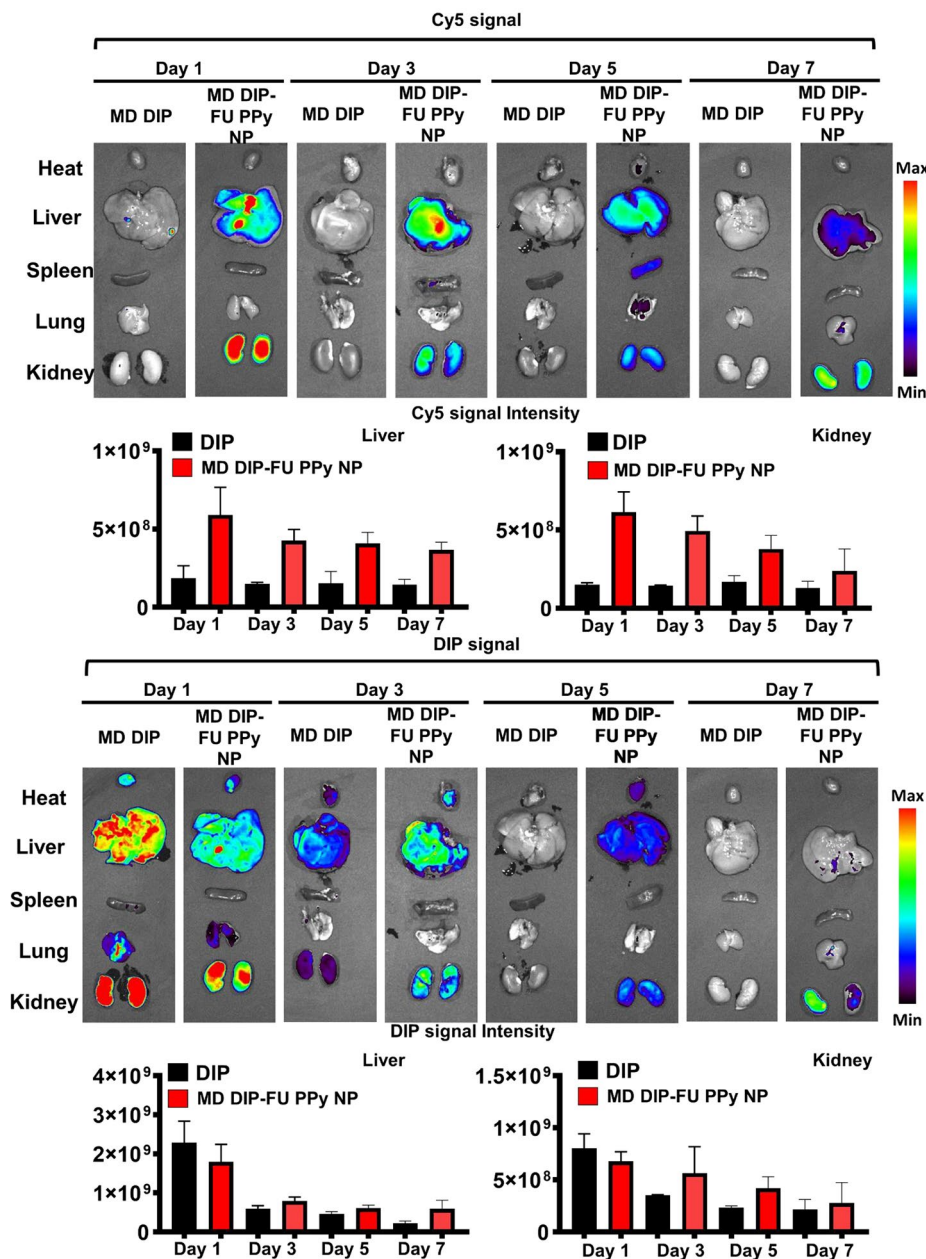 Cy5 signal
Day 1 Day 3 Day 5 Day 7
MD DIP MD DIP-FU PPy NP MD DIP MD DIP-FU PPy NP MD DIP MD DIP-FU PPy NP MD DIP MD DIP-FU PPy NP
Heat
Liver
Spleen
Lung
Kidney
Max
Min
Cy5 signal Intensity
Liver
DIP
MD DIP-FU PPy NP
1×10⁹
5×10⁸
0
Day 1 Day 3 Day 5 Day 7
Kidney
DIP
MD DIP-FU PPy NP
1×10⁹
5×10⁸
0
Day 1 Day 3 Day 5 Day 7
DIP signal
Day 1 Day 3 Day 5 Day 7
MD DIP MD DIP-FU PPy NP MD DIP MD DIP-FU PPy NP MD DIP MD DIP-FU PPy NP MD DIP MD DIP-FU PPy NP
Heat
Liver
Spleen
Lung
Kidney
Max
Min
DIP signal Intensity
Liver
DIP
MD DIP-FU PPy NP
4×10⁹
3×10⁹
2×10⁹
1×10⁹
0
Day 1 Day 3 Day 5 Day 7
Kidney
DIP
MD DIP-FU PPy NP
1.5×10⁹
1×10⁹
5×10⁸
0
Day 1 Day 3 Day 5 Day 7